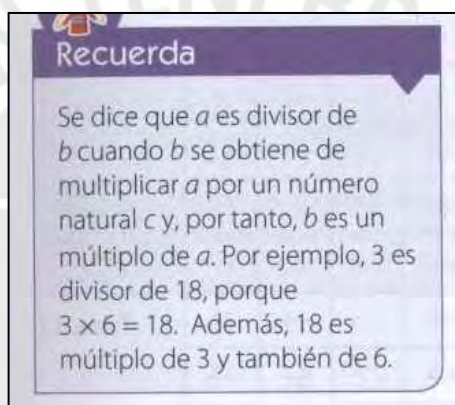 Recuerda
Se dice que a es divisor de
b cuando b se obtiene de
multiplicar a por un número
natural c y, por tanto, b es un
múltiplo de a. Por ejemplo, 3 es
divisor de 18, porque
3 × 6 = 18. Además, 18 es
múltiplo de 3 y también de 6.